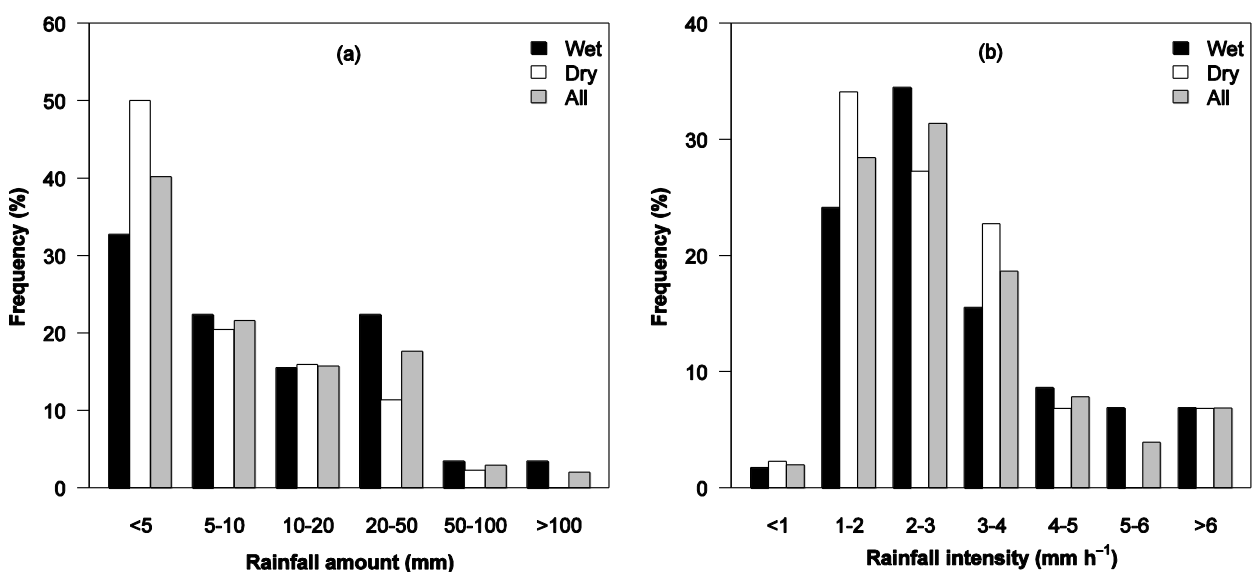 (a)
Wet
Dry
All
60
50
40
30
20
10
0
Frequency (%)
<5 5-10 10-20 20-50 50-100 >100
Rainfall amount (mm)
(b)
Wet
Dry
All
40
30
20
10
0
Frequency (%)
<1 1-2 2-3 3-4 4-5 5-6 >6
Rainfall intensity (mm h⁻¹)